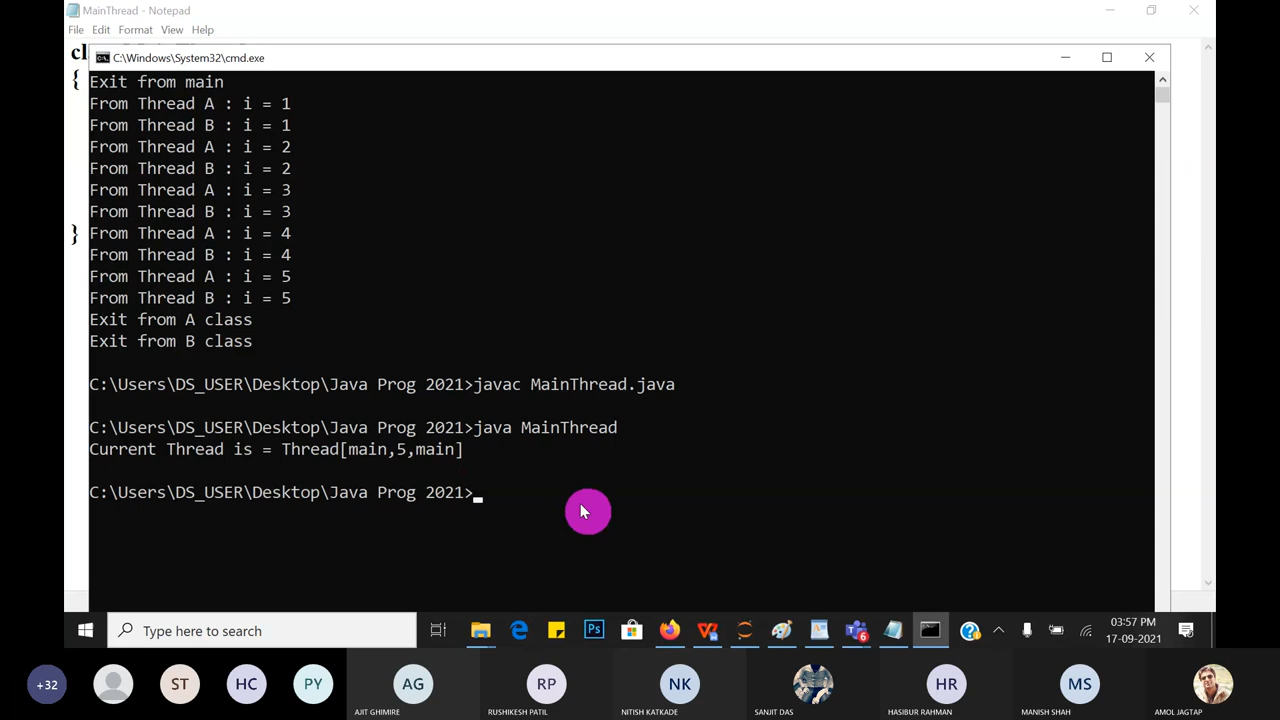 MainThread - Notepad
File Edit Format View Help
cl
{
C:\Windows\System32\cmd.exe
Exit from main
From Thread A : i = 1
From Thread B : i = 1
From Thread A : i = 2
From Thread B : i = 2
From Thread A : i = 3
From Thread B : i = 3
From Thread A : i = 4
}
From Thread B : i = 4
From Thread A : i = 5
From Thread B : i = 5
Exit from A class
Exit from B class
C:\Users\DS_USER\Desktop\Java Prog 2021>javac MainThread.java
C:\Users\DS_USER\Desktop\Java Prog 2021>java MainThread
Current Thread is = Thread[main,5,main]
C:\Users\DS_USER\Desktop\Java Prog 2021>
Type here to search
Ps
6
03:57 PM
17-09-2021
+32
ST
HC
PY
AG
RP
NK
HR
MS
AJIT GHIMIRE
RUSHIKESH PATIL
NITISH KATKADE
SANJIT DAS
HASIBUR RAHMAN
MANISH SHAH
AMOL JAGTAP